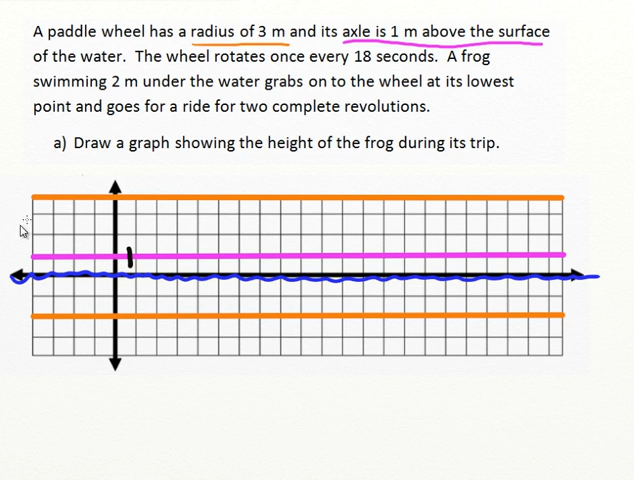 A paddle wheel has a radius of 3 m and its axle is 1 m above the surface
of the water.  The wheel rotates once every 18 seconds.  A frog
swimming 2 m under the water grabs on to the wheel at its lowest
point and goes for a ride for two complete revolutions.
a) Draw a graph showing the height of the frog during its trip.
1